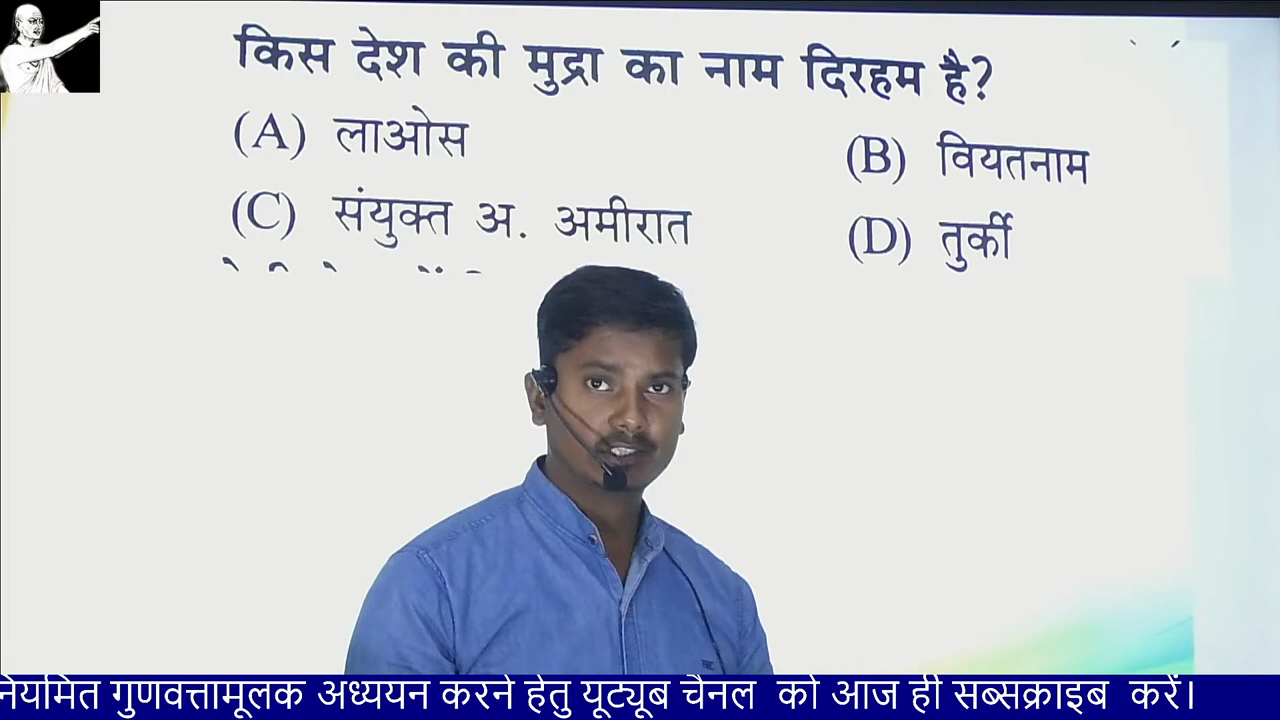 किस देश की मुद्रा का नाम दिरहम है?
(A) लाओस
(B) वियतनाम
(C) संयुक्त अ. अमीरात
(D) तुर्की
नियमित गुणवत्तामूलक अध्ययन करने हेतु यूट्यूब चैनल को आज ही सब्सक्राइब करें।